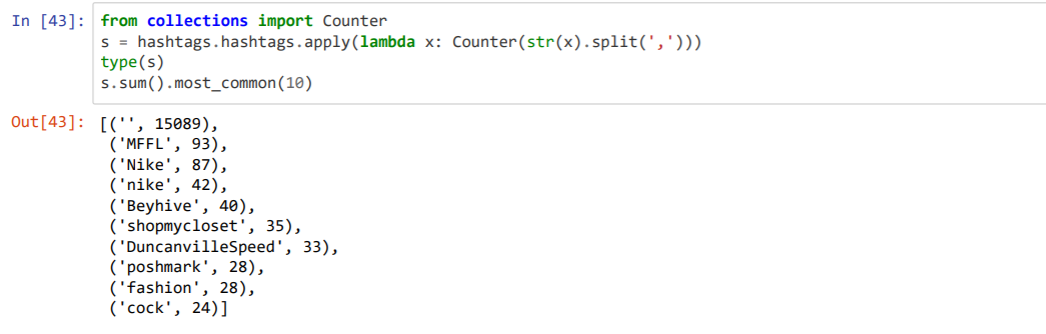 In [43]: from collections import Counter
s = hashtags.hashtags.apply(lambda x: Counter(str(x).split(',')))
type(s)
s.sum().most_common(10)
Out[43]: [('', 15089),
('MFFL', 93),
('Nike', 87),
('nike', 42),
('Beyhive', 40),
('shopmycloset', 35),
('DuncanvilleSpeed', 33),
('poshmark', 28),
('fashion', 28),
('cock', 24)]